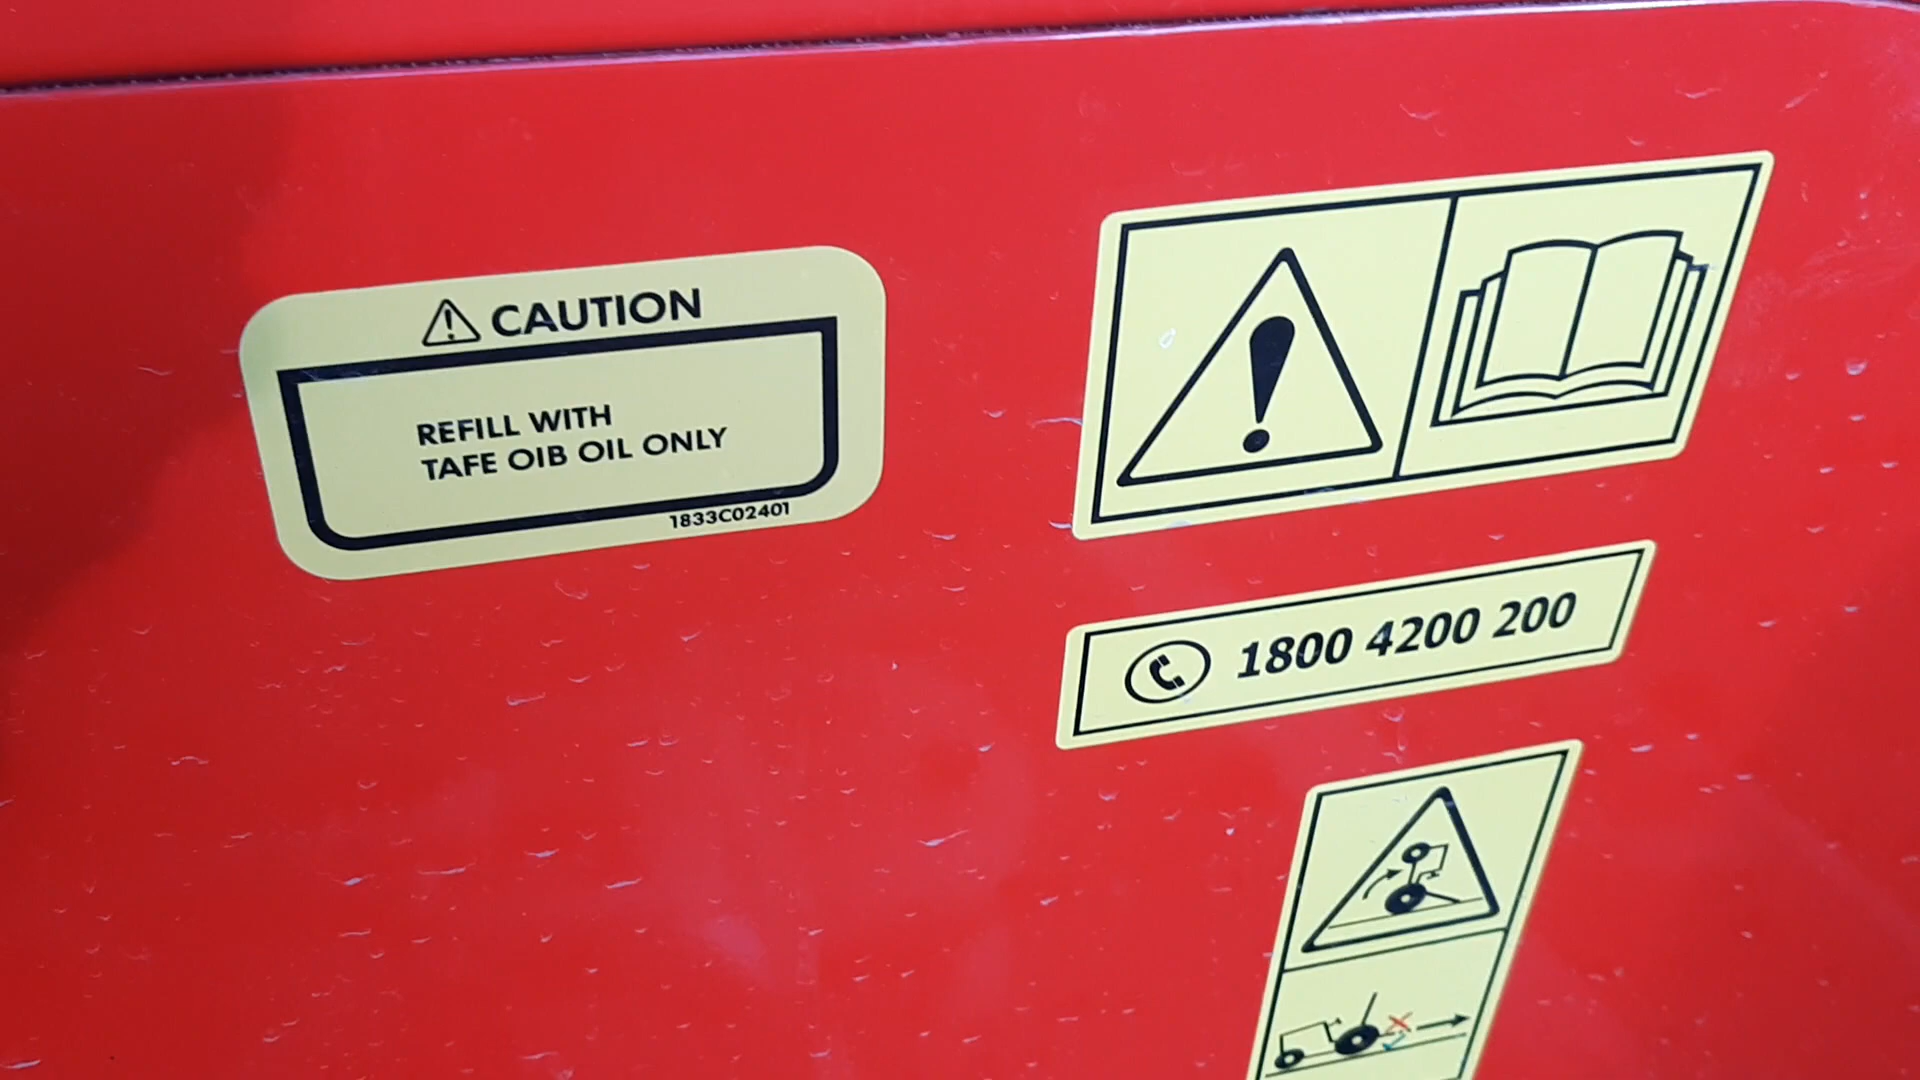 CAUTION
REFILL WITH
TAFE OIB OIL ONLY
1833C02401
1800 4200 200